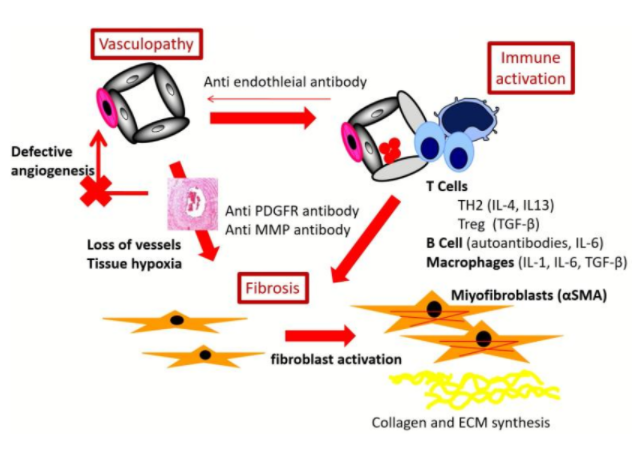 Vasculopathy
Immune
activation
Anti endothleial antibody
Defective
angiogenesis
T Cells
TH2 (IL-4, IL13)
Treg (TGF-β)
B Cell (autoantibodies, IL-6)
Macrophages (IL-1, IL-6, TGF-β)
Anti PDGFR antibody
Anti MMP antibody
Loss of vessels
Tissue hypoxia
Fibrosis
Miyofibroblasts (αSMA)
fibroblast activation
Collagen and ECM synthesis